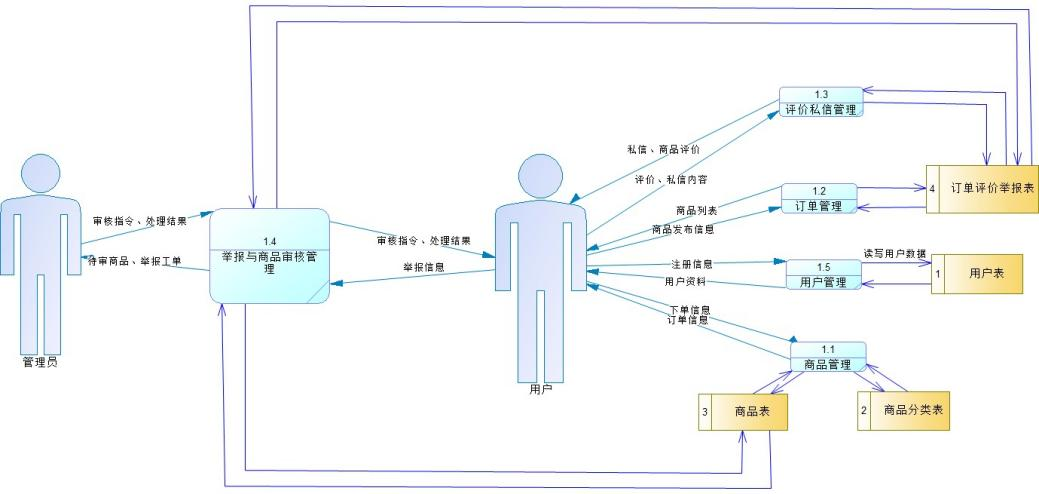 1.3
评价私信管理
私信、商品评价
评价、私信内容
1.2
订单管理
4
订单评价举报表
商品列表
商品发布信息
审核指令、处理结果
待审商品、举报工单
1.4
举报与商品审核管
理
审核指令、处理结果
举报信息
注册信息
用户资料
1.5
用户管理
读写用户数据
1
用户表
下单信息
订单信息
1.1
商品管理
管理员
用户
3
商品表
2
商品分类表